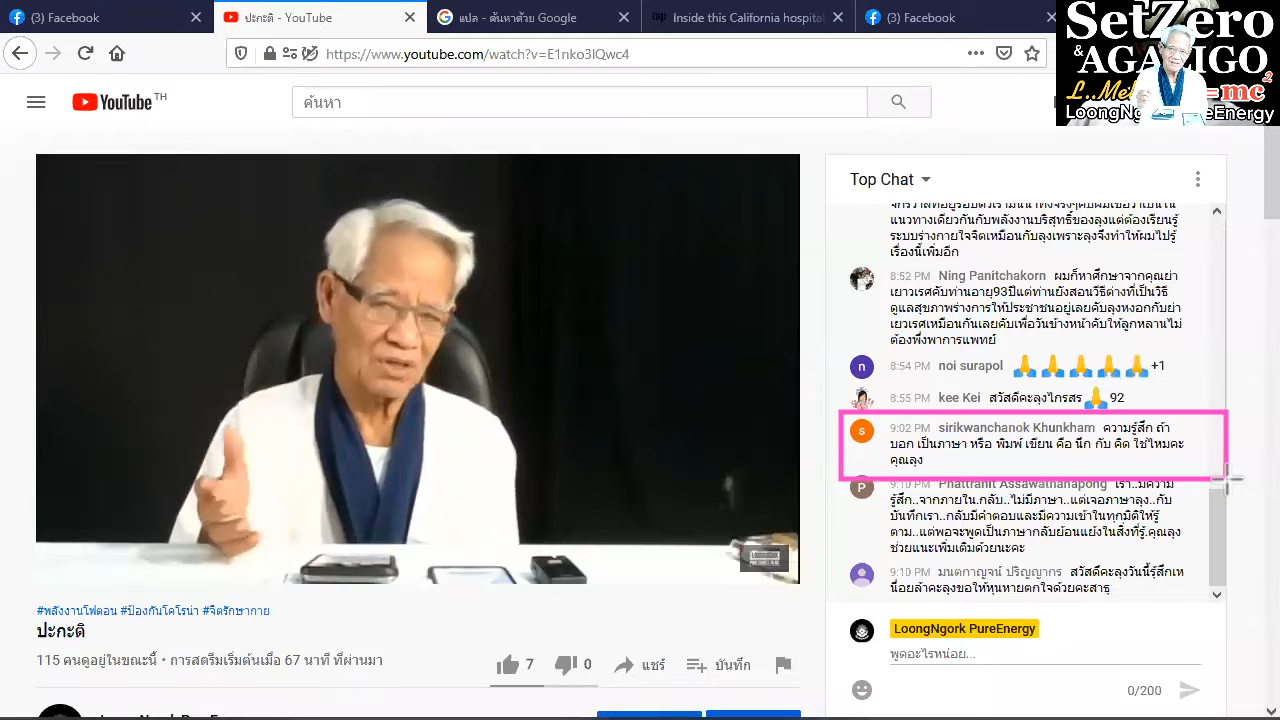 (3) Facebook
ปะกะติ - YouTube
แปล - ค้นหาด้วย Google
Inside this California hospital
(3) Facebook
https://www.youtube.com/watch?v=E1nko3lQwc4
SetZero
& AGALIGO
=mc2
LoongNg
eEnergy
YouTube TH
ค้นหา
Top Chat
แนวทางเดียวกันกับพลังงานบริสุทธิ์ของลุงแต่ต้องเรียนรู้
ระบบร่างกายใจจิตเหมือนกับลุงเพราะลุงจึงทำให้ผมไปรู้
เรื่องนี้เพิ่มอีก
8:52 PM Ning Panitchakorn ผมก็หาศึกษาจากคุณย่า
เยาวเรศคับท่านอายุ93ปีแต่ท่านยังสอนวิธีต่างที่เป็นวิธี
ดูแลสุขภาพร่างการให้ประชาชนอยู่เลยคับลุงหงอกกับย่า
เยวเรศเหมือนกันเลยคับเพื่อวันข้างหน้าคับให้ลูกหลานไม่
ต้องพึ่งพาการแพทย์
n 8:54 PM noi surapol 🙏🙏🙏🙏🙏+1
8:55 PM kee Kei สวัสดีคะลุงไกรสร🙏92
s 9:02 PM sirikwanchanok Khunkham ความรู้สึก ถ้า
บอก เป็นภาษา หรือ พิมพ์ เขียน คือ นึก กับ คิด ใช่ไหมคะ
คุณลุง
P 9:10 PM Phattranit Assawathanapong เรา..มีความ
รู้สึก..จากภายใน.กลับ..ไม่มีภาษา..แต่เจอภาษาลุง..กับ
บันทึกเรา..กลับมีคำตอบและมีความเข้าในทุกมิติให้รู้
ตาม..แต่พอจะพูดเป็นภาษากลับย้อนแย้งในสิ่งที่รู้.คุณลุง
ช่วยแนะเพิ่มเติมด้วยนะคะ
9:10 PM มนตกาญจน์ ปริญญากร สวัสดีคะลุงวันนี้รู้สึกเห
นื่อยล้าคะลุงขอให้หนูหายตกใจด้วยคะสาธุ
#พลังงานโฟตอน #ป้องกันโคโรน่า #จิตรักษากาย
ปะกะติ
115 คนดูอยู่ในขณะนี้ • การสตรีมเริ่มต้นเมื่อ 67 นาที ที่ผ่านมา
7
0
แชร์
บันทึก
LoongNgork PureEnergy
พูดอะไรหน่อย...
0/200